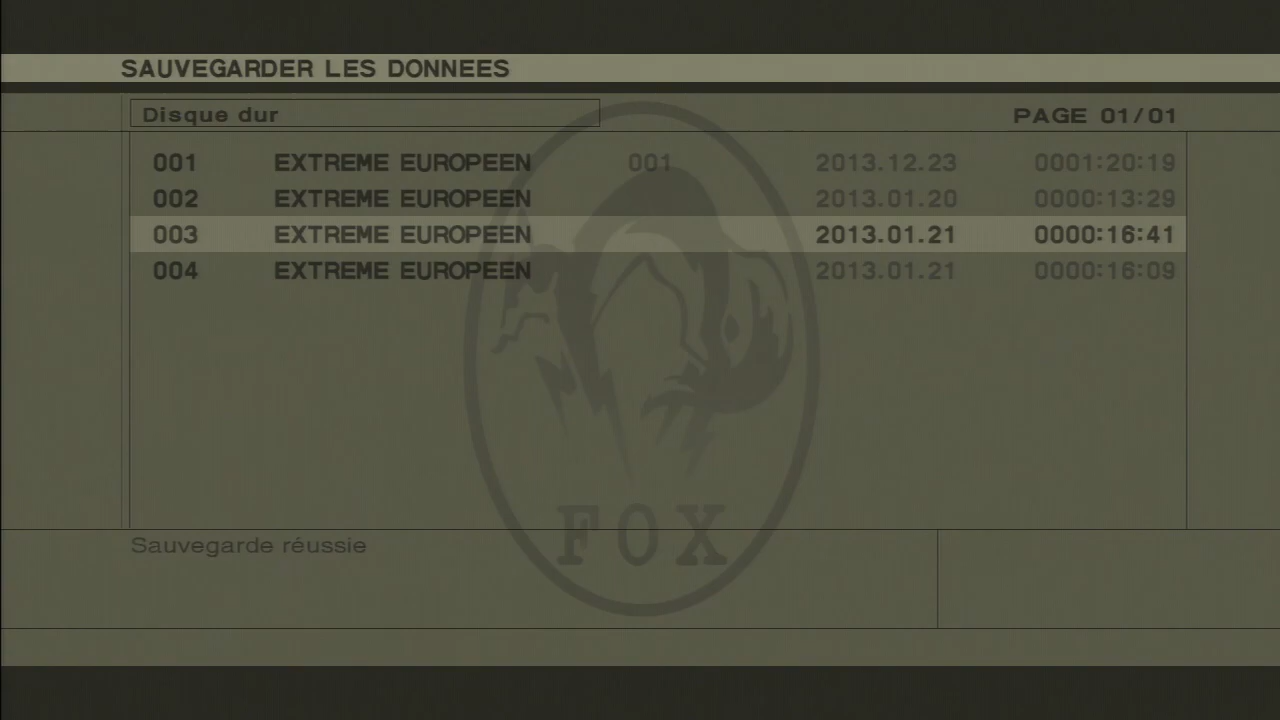 SAUVEGARDER LES DONNEES
Disque dur PAGE 01/01
001 EXTREME EUROPEEN 001 2013.12.23 0001:20:19
002 EXTREME EUROPEEN 2013.01.20 0000:13:29
003 EXTREME EUROPEEN 2013.01.21 0000:16:41
004 EXTREME EUROPEEN 2013.01.21 0000:16:09
FOX
Sauvegarde réussie